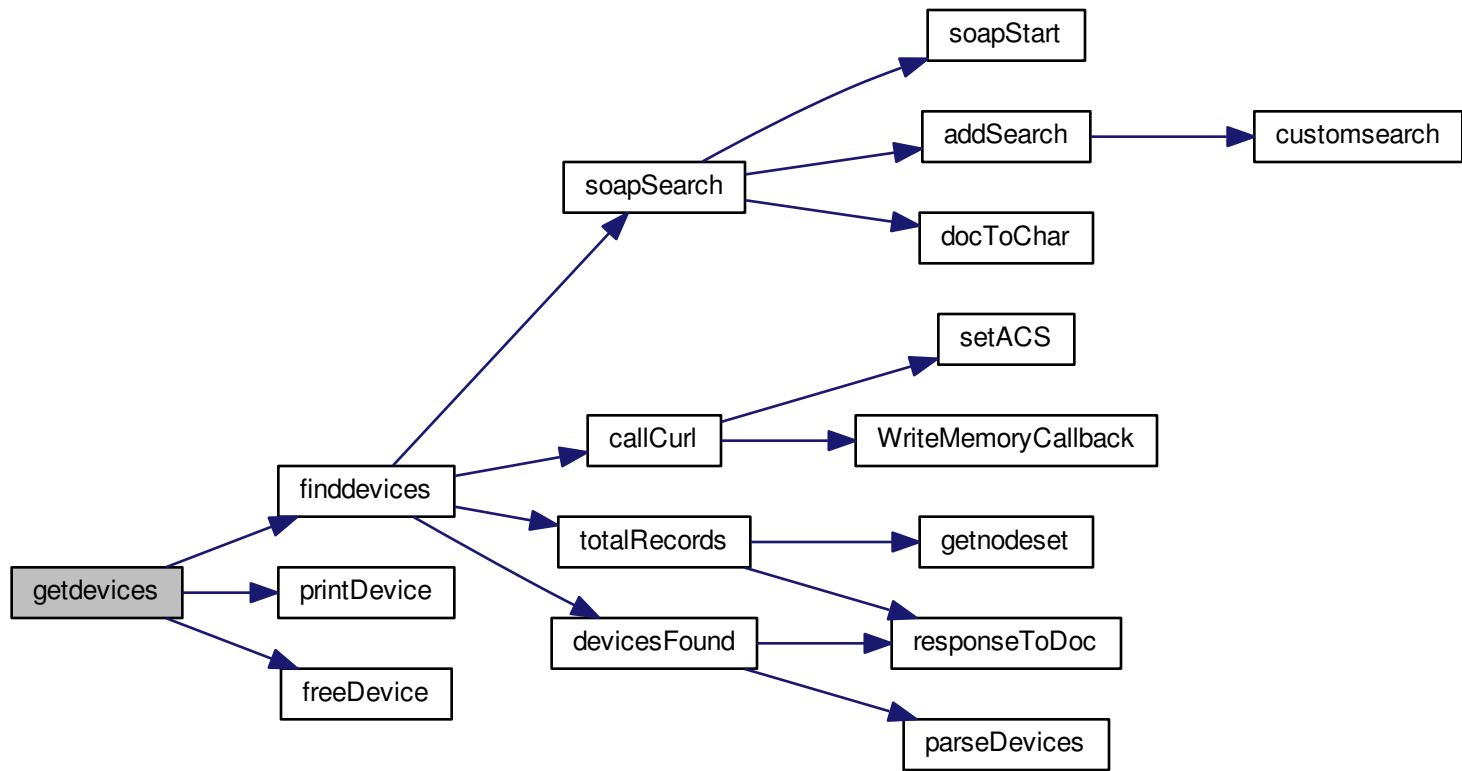 soapStart
addSearch
customsearch
soapSearch
docToChar
setACS
callCurl
WriteMemoryCallback
finddevices
totalRecords
getnodeset
getdevices
printDevice
devicesFound
responseToDoc
freeDevice
parseDevices